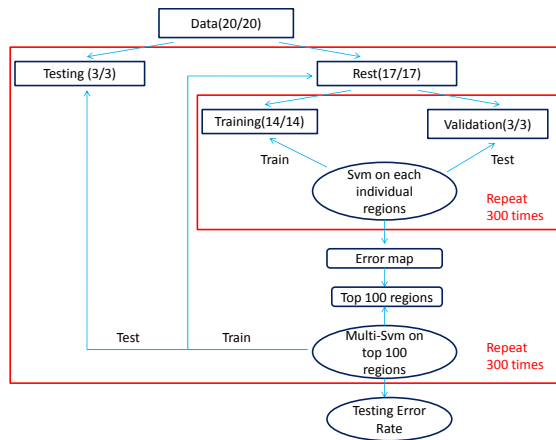 Data(20/20)
Testing (3/3)
Rest(17/17)
Training(14/14)
Validation(3/3)
Train
Test
Svm on each
individual
regions
Repeat
300 times
Error map
Top 100 regions
Test
Train
Multi-Svm on
top 100
regions
Repeat
300 times
Testing Error
Rate